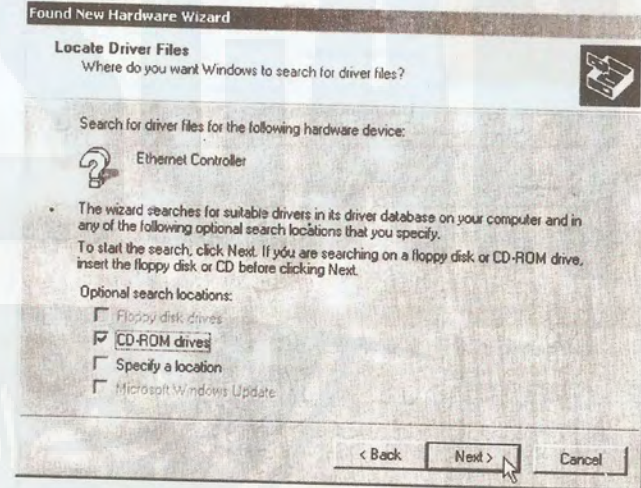 Found New Hardware Wizard
Locate Driver Files
Where do you want Windows to search for driver files?
Search for driver files for the following hardware device:
Ethernet Controller
The wizard searches for suitable drivers in its driver database on your computer and in
any of the following optional search locations that you specify.
To start the search, click Next. If you are searching on a floppy disk or CD-ROM drive,
insert the floppy disk or CD before clicking Next.
Optional search locations:
Floppy disk drives
CD-ROM drives
Specify a location
Microsoft Windows Update
< Back
Next >
Cancel